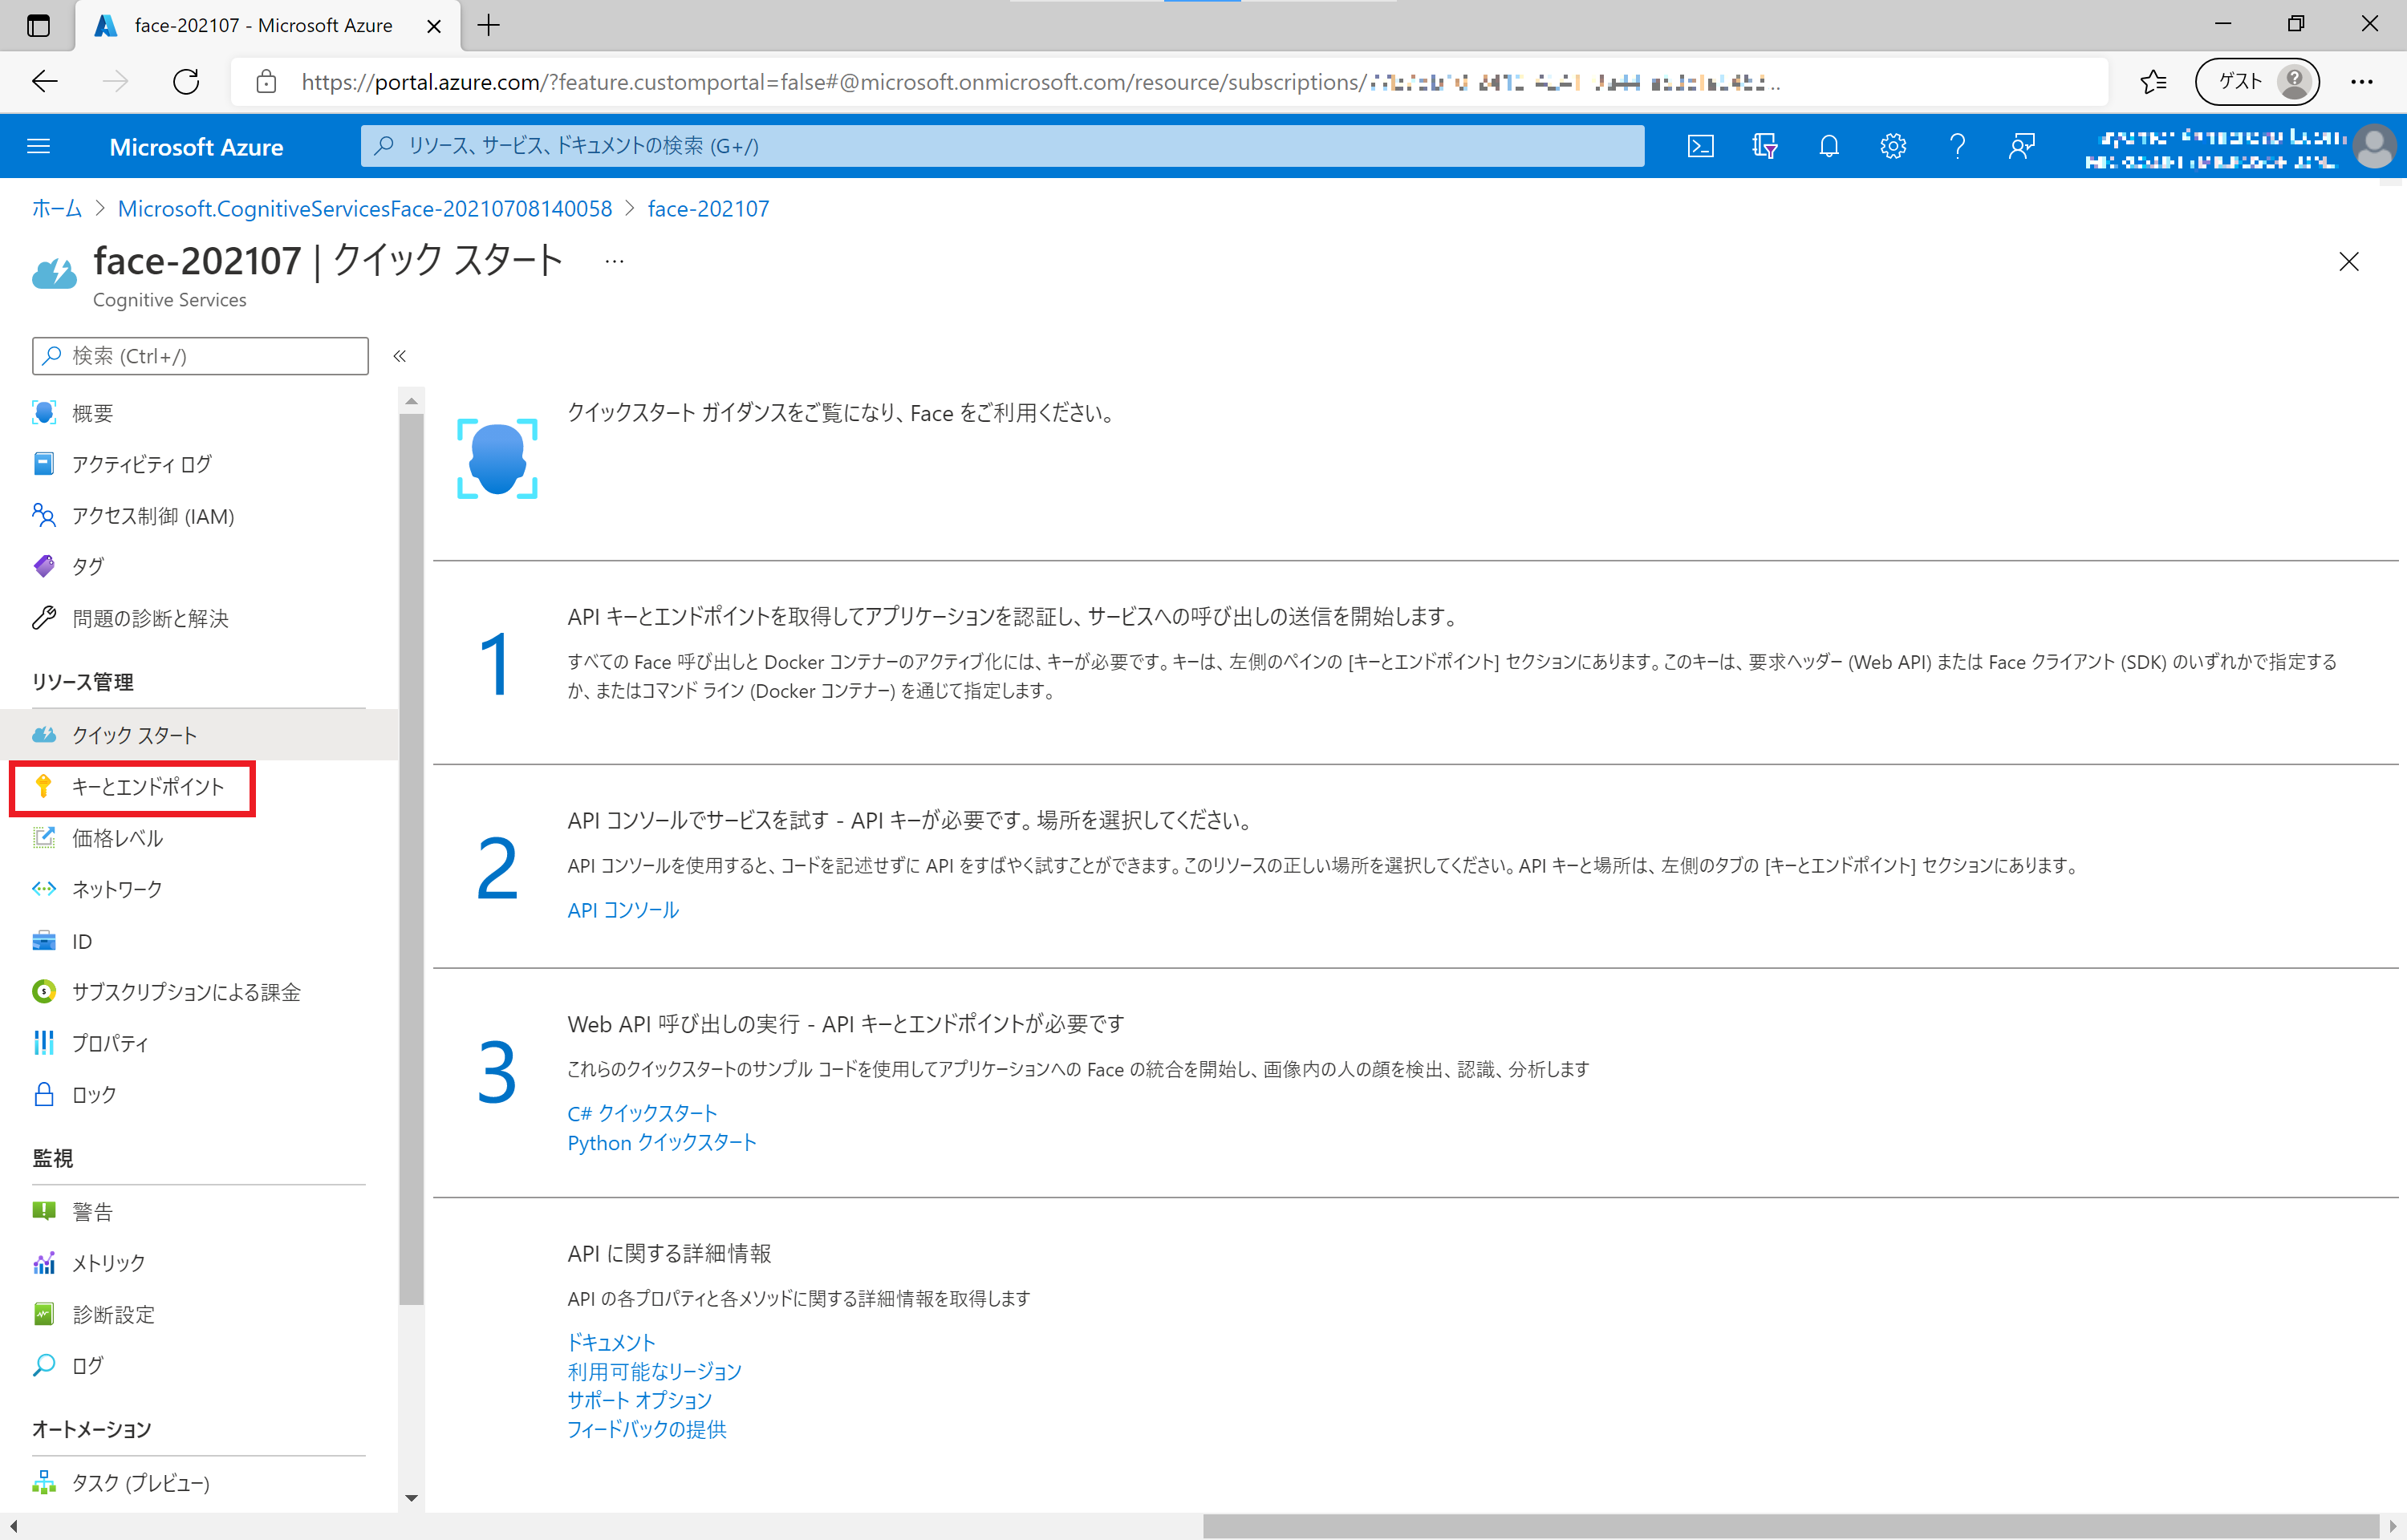 face-202107 - Microsoft Azure
https://portal.azure.com/?feature.customportal=false#@microsoft.onmicrosoft.com/resource/subscriptions/
ゲスト
Microsoft Azure
リソース、サービス、ドキュメントの検索 (G+/)
ホーム > Microsoft.CognitiveServicesFace-20210708140058 > face-202107
face-202107 | クイック スタート ...
Cognitive Services
検索 (Ctrl+/)
概要
アクティビティ ログ
アクセス制御 (IAM)
タグ
問題の診断と解決
リソース管理
クイック スタート
キーとエンドポイント
価格レベル
ネットワーク
ID
サブスクリプションによる課金
プロパティ
ロック
監視
警告
メトリック
診断設定
ログ
オートメーション
タスク (プレビュー)
クイックスタート ガイダンスをご覧になり、Face をご利用ください。
1
API キーとエンドポイントを取得してアプリケーションを認証し、サービスへの呼び出しの送信を開始します。
すべての Face 呼び出しと Docker コンテナーのアクティブ化には、キーが必要です。キーは、左側のペインの [キーとエンドポイント] セクションにあります。このキーは、要求ヘッダー (Web API) または Face クライアント (SDK) のいずれかで指定する
か、またはコマンド ライン (Docker コンテナー) を通じて指定します。
2
API コンソールでサービスを試す - API キーが必要です。場所を選択してください。
API コンソールを使用すると、コードを記述せずに API をすばやく試すことができます。このリソースの正しい場所を選択してください。API キーと場所は、左側のタブの [キーとエンドポイント] セクションにあります。
API コンソール
3
Web API 呼び出しの実行 - API キーとエンドポイントが必要です
これらのクイックスタートのサンプル コードを使用してアプリケーションへの Face の統合を開始し、画像内の人の顔を検出、認識、分析します
C# クイックスタート
Python クイックスタート
API に関する詳細情報
API の各プロパティと各メソッドに関する詳細情報を取得します
ドキュメント
利用可能なリージョン
サポート オプション
フィードバックの提供